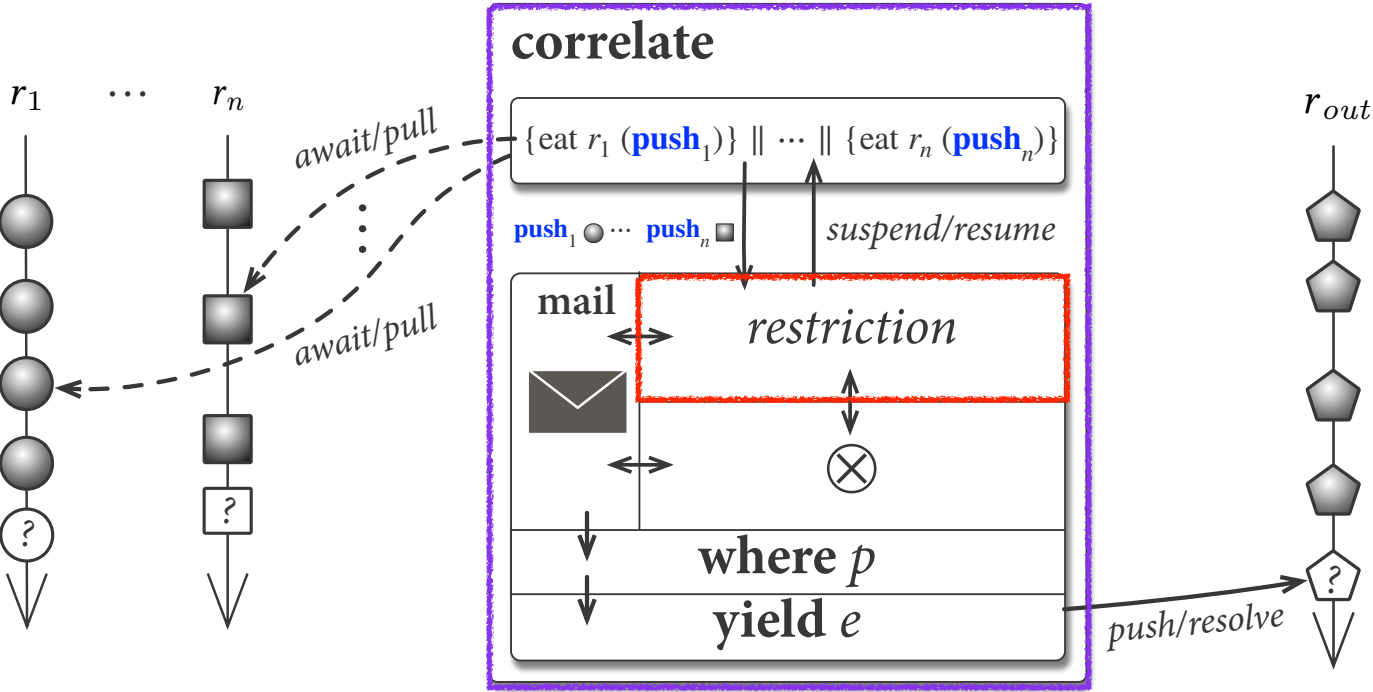 correlate
r1 ⋯ rn
rout
await/pull
{eat r1 (push1)} || ⋯ || {eat rn (pushn)}
push1 ⋯ pushn
suspend/resume
mail
restriction
await/pull
?
?
where p
?
yield e
push/resolve